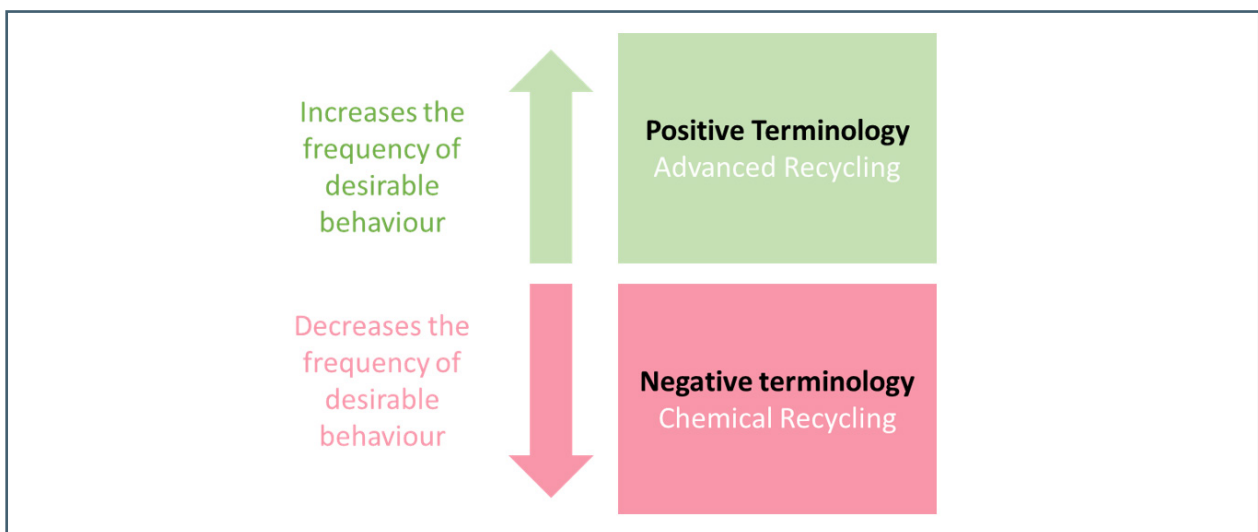 Increases the
frequency of
desirable
behaviour
Positive Terminology
Advanced Recycling
Decreases the
frequency of
desirable
behaviour
Negative terminology
Chemical Recycling